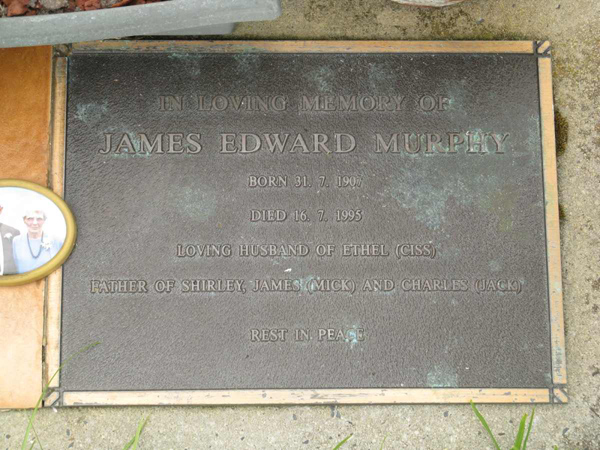 IN LOVING MEMORY OF
JAMES EDWARD MURPHY
BORN 31. 7. 1907
DIED 16. 7. 1995
LOVING HUSBAND OF ETHEL (CISS)
FATHER OF SHIRLEY, JAMES (MICK) AND CHARLES (JACK)
REST IN PEACE